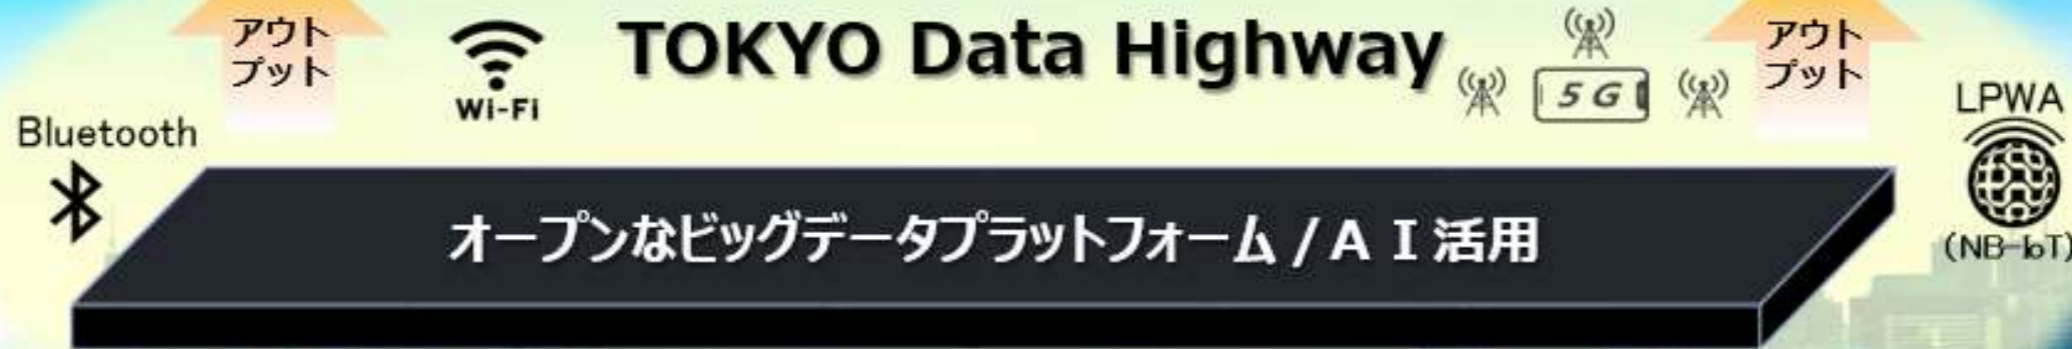 アウト
プット
Wi-Fi
TOKYO Data Highway
5G
アウト
プット
LPWA
(NB-IoT)
Bluetooth
オープンなビッグデータプラットフォーム / A I 活用